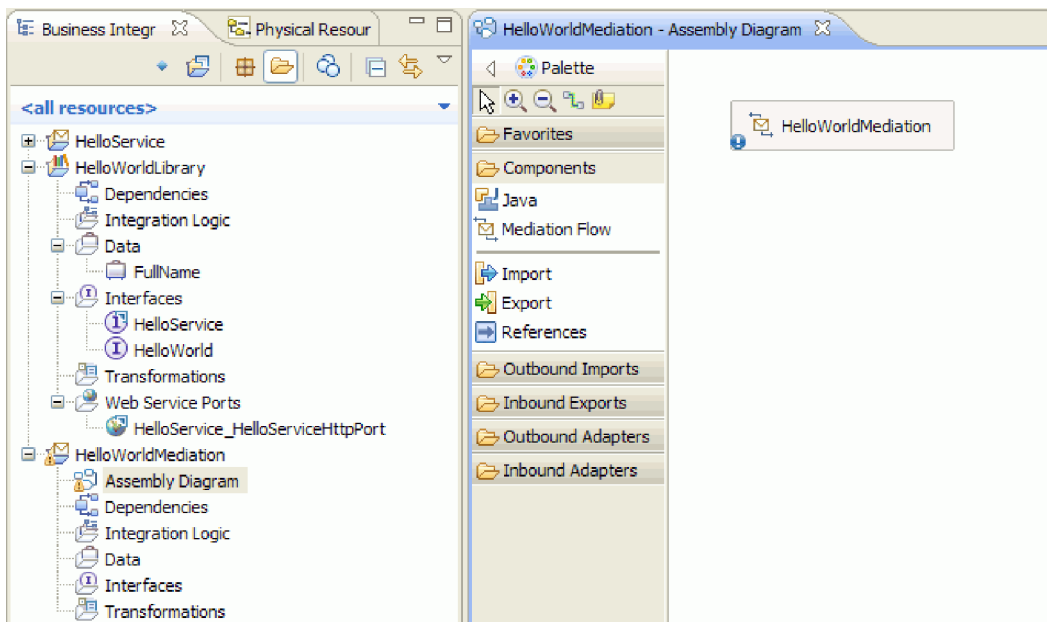 Business Integr
Physical Resour
<all resources>
HelloService
HelloWorldLibrary
Dependencies
Integration Logic
Data
FullName
Interfaces
HelloService
HelloWorld
Transformations
Web Service Ports
HelloService_HelloServiceHttpPort
HelloWorldMediation
Assembly Diagram
Dependencies
Integration Logic
Data
Interfaces
Transformations
HelloWorldMediation - Assembly Diagram
Palette
Favorites
Components
Java
Mediation Flow
Import
Export
References
Outbound Imports
Inbound Exports
Outbound Adapters
Inbound Adapters
HelloWorldMediation